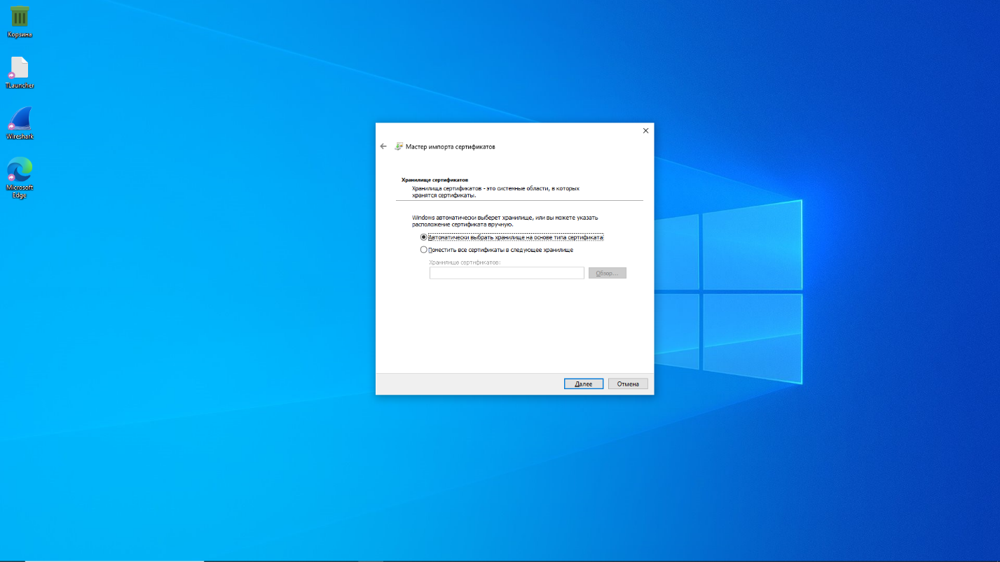 Корзина
TLauncher
Wireshark
Microsoft
Edge
Мастер импорта сертификатов
Хранилище сертификатов
Хранилища сертификатов - это системные области, в которых
хранятся сертификаты.
Windows автоматически выберет хранилище, или вы можете указать
расположение сертификата вручную.
Автоматически выбрать хранилище на основе типа сертификата
Поместить все сертификаты в следующее хранилище
Хранилище сертификатов:
Обзор...
Далее
Отмена